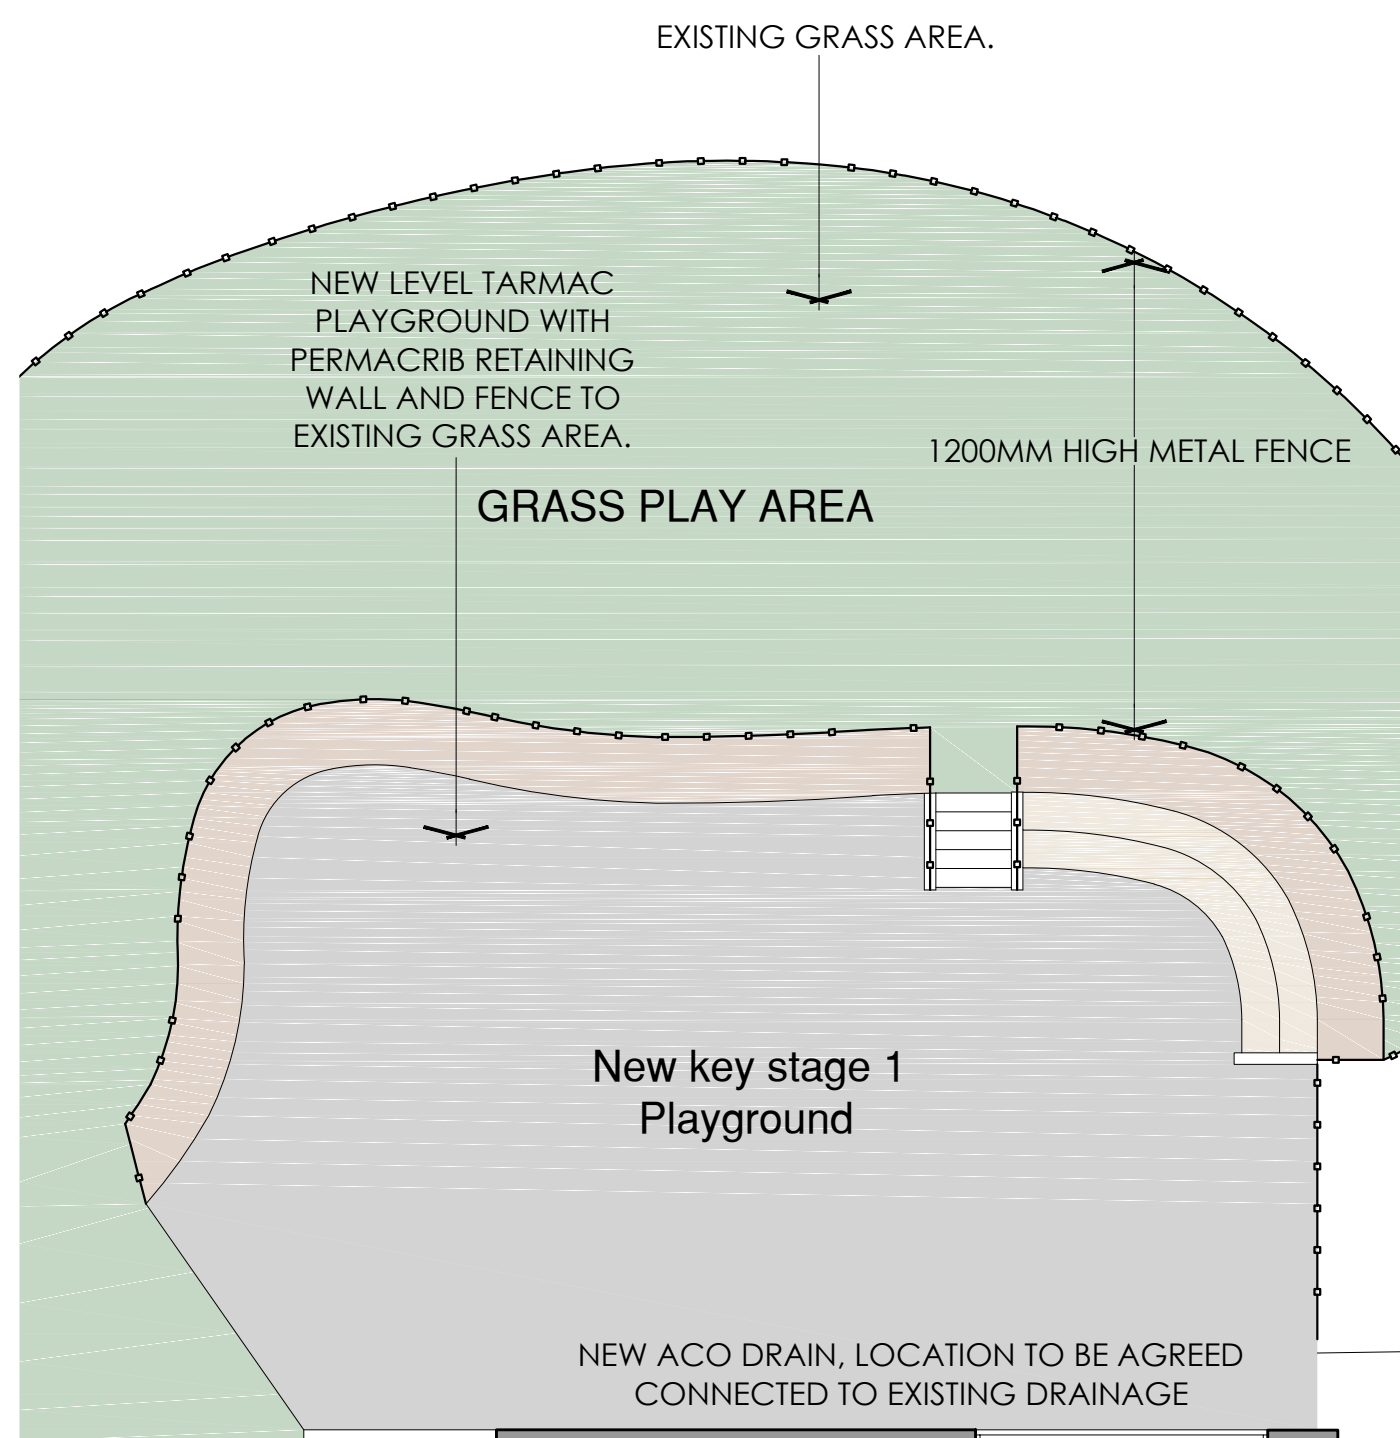 EXISTING GRASS AREA.
NEW LEVEL TARMAC
PLAYGROUND WITH
PERMACRIB RETAINING
WALL AND FENCE TO
EXISTING GRASS AREA.
1200MM HIGH METAL FENCE
GRASS PLAY AREA
New key stage 1
Playground
NEW ACO DRAIN, LOCATION TO BE AGREED
CONNECTED TO EXISTING DRAINAGE